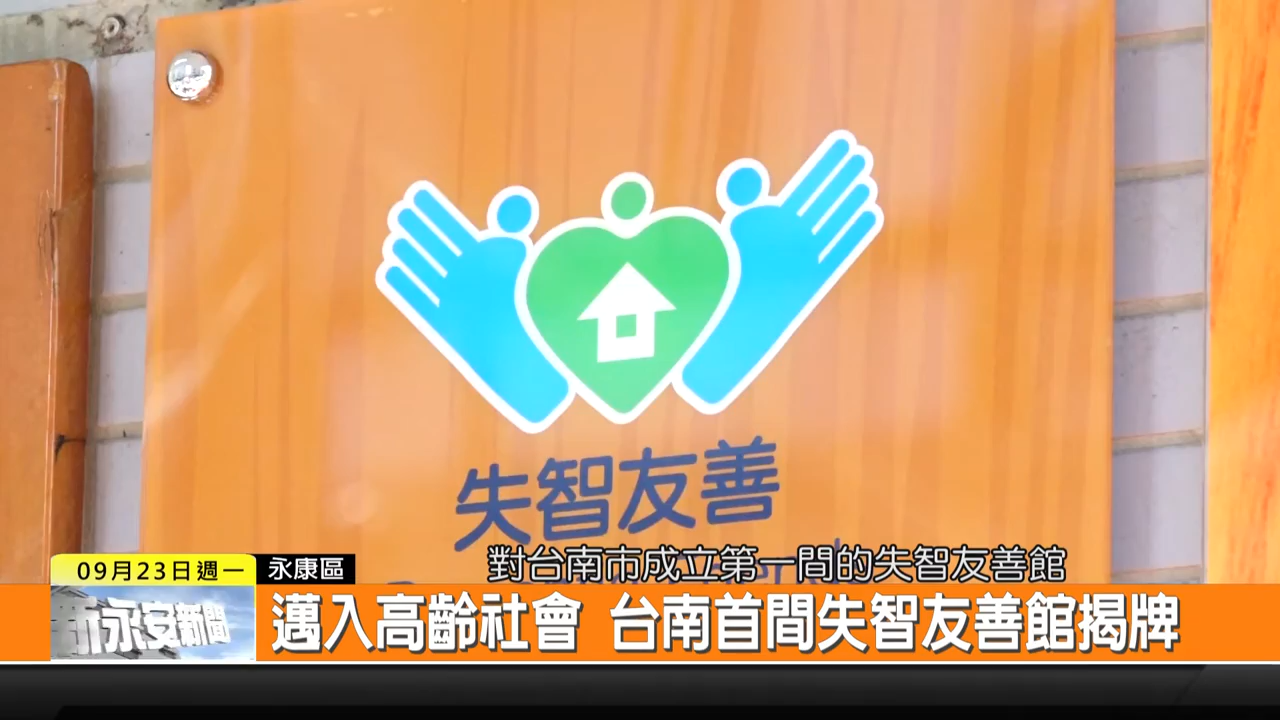 失智友善
對台南市成立第一間的失智友善館
09月23日週一
永康區
新永安新聞
邁入高齡社會 台南首間失智友善館揭牌